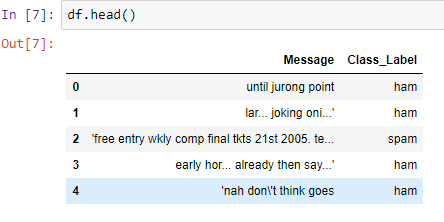 In [7]: df.head()
Out[7]:
Message Class_Label
0 until jurong point ham
1 lar... joking oni...' ham
2 'free entry wkly comp final tkts 21st 2005. te... spam
3 early hor... already then say...' ham
4 'nah don\'t think goes ham